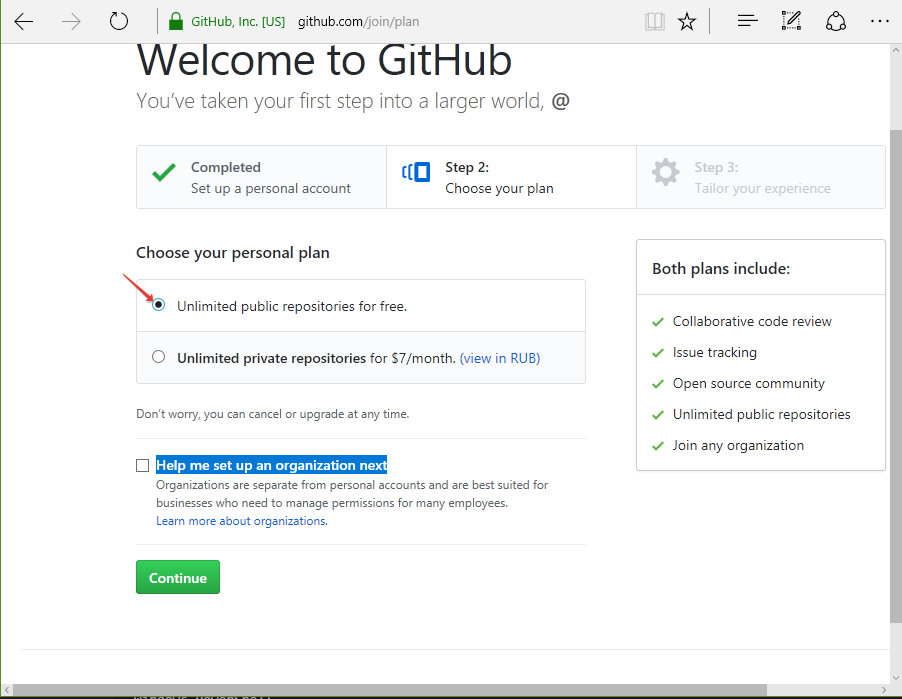 GitHub, Inc. [US] github.com/join/plan
Welcome to GitHub
You’ve taken your first step into a larger world, @
Completed
Set up a personal account
Step 2:
Choose your plan
Step 3:
Tailor your experience
Choose your personal plan
Unlimited public repositories for free.
Unlimited private repositories for $7/month. (view in RUB)
Don’t worry, you can cancel or upgrade at any time.
Help me set up an organization next
Organizations are separate from personal accounts and are best suited for
businesses who need to manage permissions for many employees.
Learn more about organizations.
Continue
Both plans include:
Collaborative code review
Issue tracking
Open source community
Unlimited public repositories
Join any organization